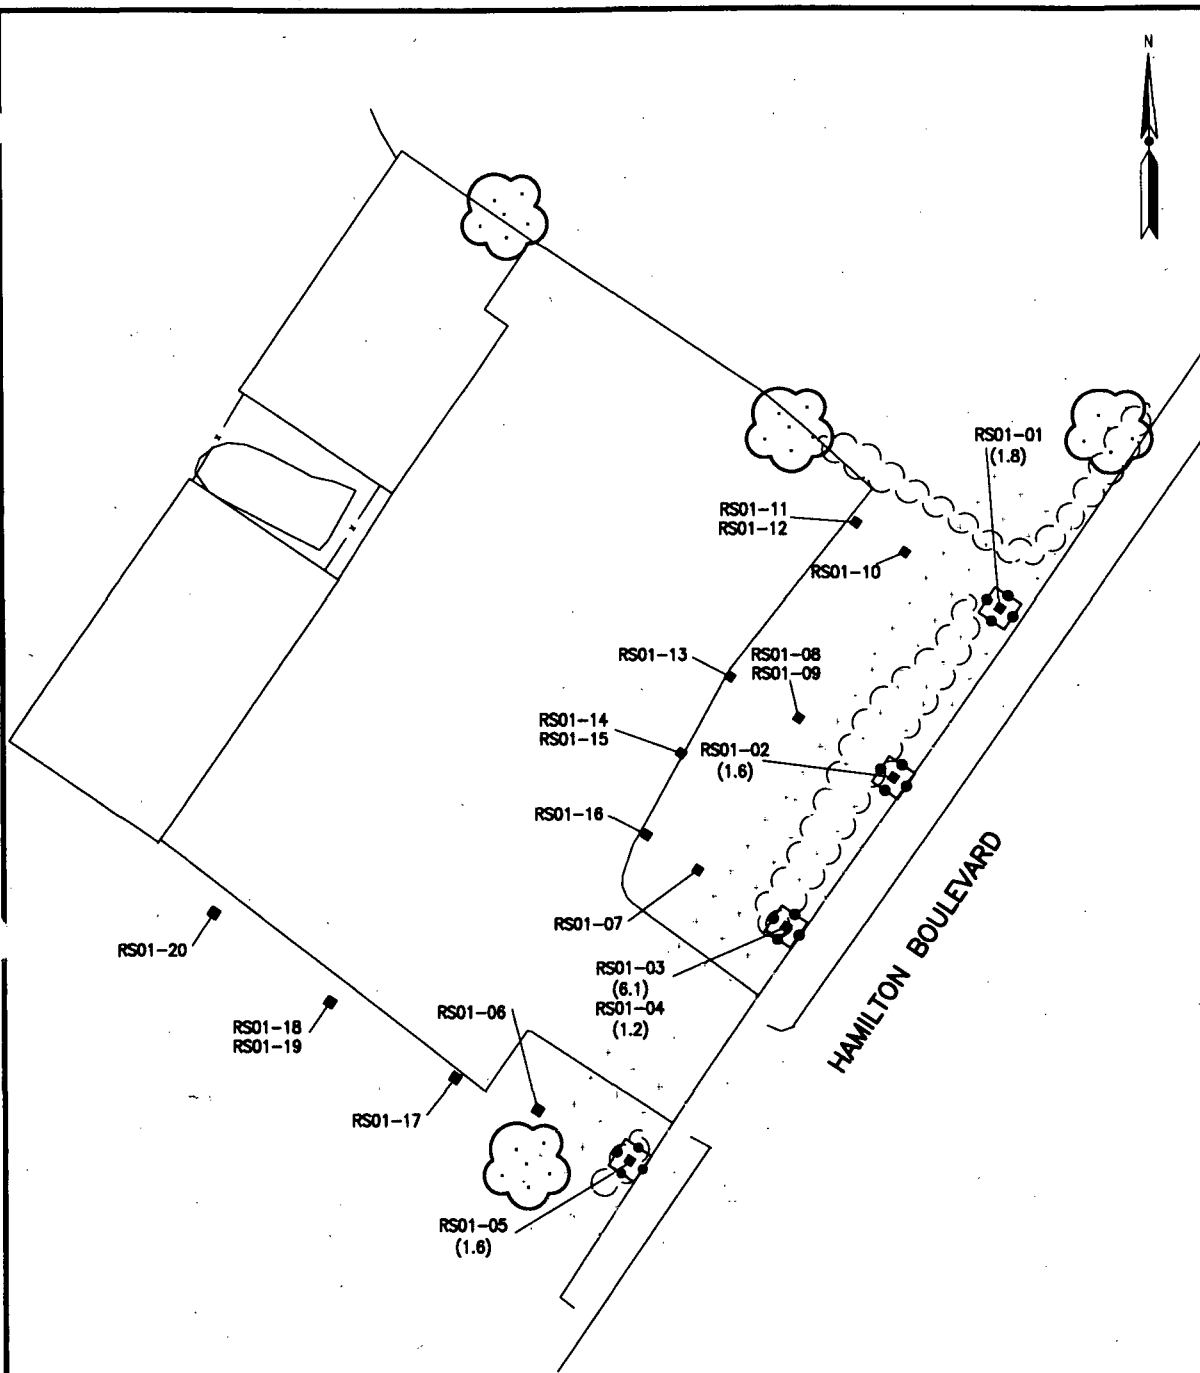 N
RS01-01
(1.8)
RS01-11
RS01-12
RS01-10
RS01-13
RS01-08
RS01-09
RS01-14
RS01-15
RS01-02
(1.6)
RS01-16
RS01-07
RS01-20
RS01-03
(6.1)
RS01-04
(1.2)
HAMILTON BOULEVARD
RS01-06
RS01-18
RS01-19
RS01-17
RS01-05
(1.6)